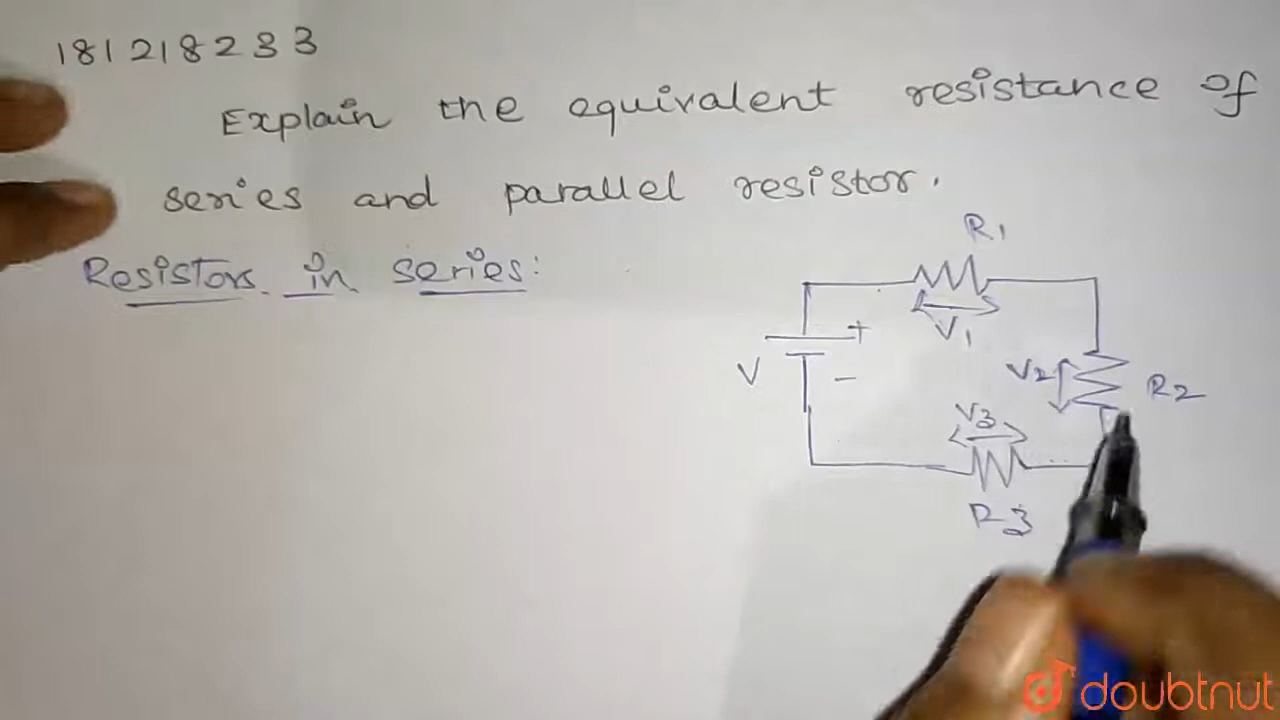 181218233
Explain the equivalent resistance of
series and parallel resistor.
Resistors in series:
R1
V1
+
V
-
V2
R2
V3
R3
doubtnut